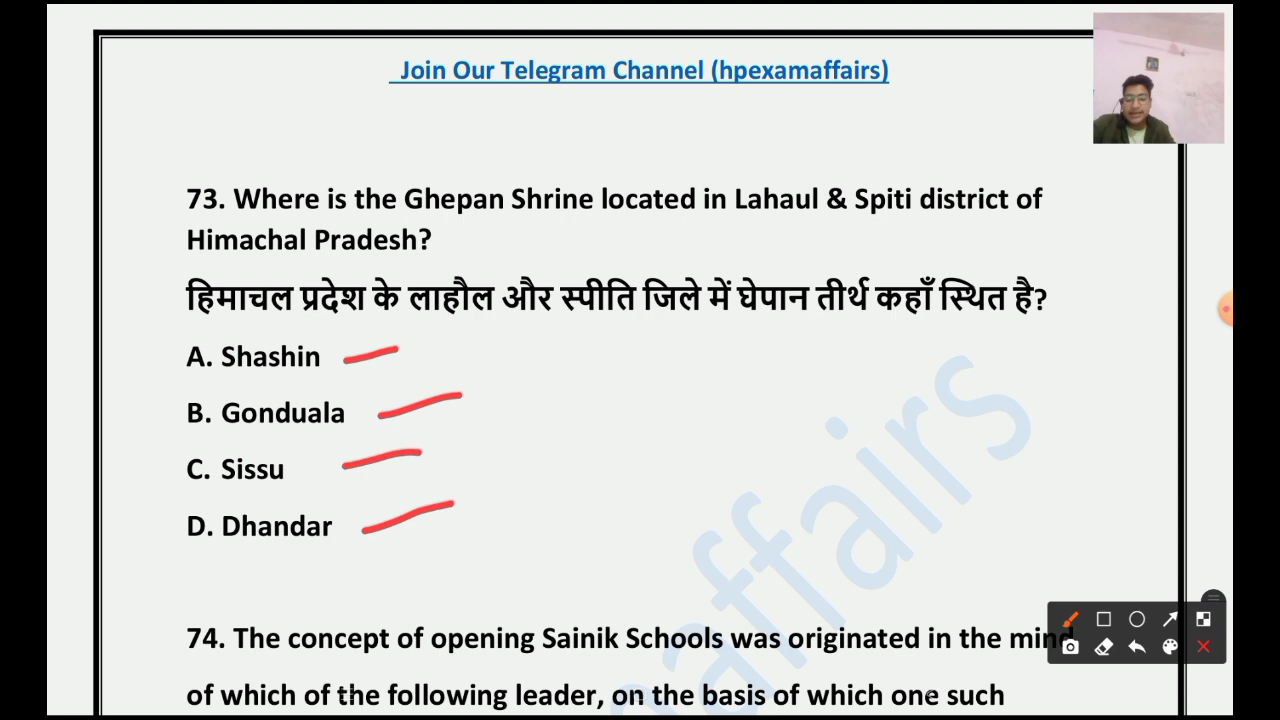 Join Our Telegram Channel (hpexamaffairs)
73. Where is the Ghepan Shrine located in Lahaul & Spiti district of
Himachal Pradesh?
हिमाचल प्रदेश के लाहौल और स्पीति जिले में घेपान तीर्थ कहाँ स्थित है?
A. Shashin
B. Gonduala
C. Sissu
D. Dhandar
74. The concept of opening Sainik Schools was originated in the mind
of which of the following leader, on the basis of which one such
affairs